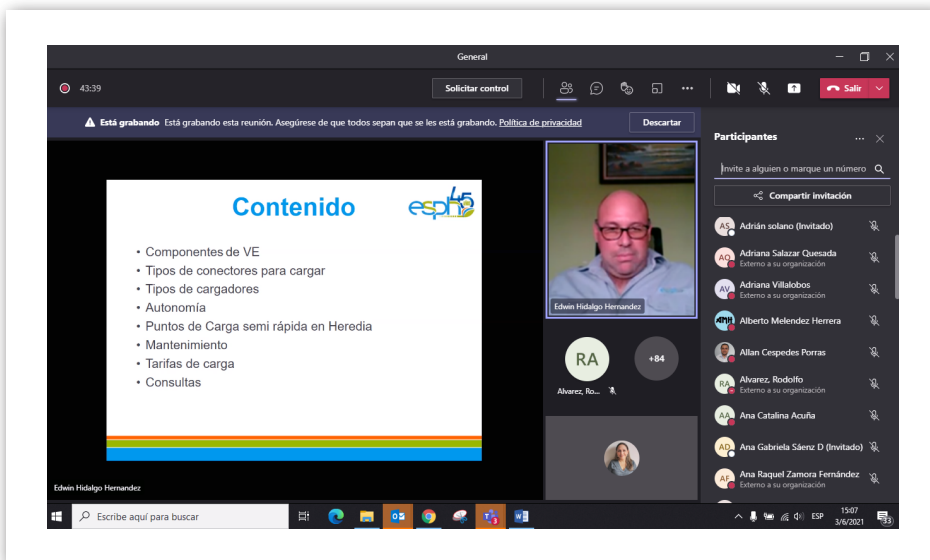 General
43:39
Solicitar control
Salir
Está grabando Está grabando esta reunión. Asegúrese de que todos sepan que se les está grabando. Política de privacidad
Descartar
Contenido
esph 45
• Componentes de VE
• Tipos de conectores para cargar
• Tipos de cargadores
• Autonomía
• Puntos de Carga semi rápida en Heredia
• Mantenimiento
• Tarifas de carga
• Consultas
Edwin Hidalgo Hernandez
Edwin Hidalgo Hernandez
RA
Alvarez, Ro...
+84
Participantes
Invite a alguien o marque un número
Compartir invitación
AS Adrián solano (Invitado)
AQ Adriana Salazar Quesada
Externo a su organización
AV Adriana Villalobos
Externo a su organización
AMH Alberto Melendez Herrera
Allan Cespedes Porras
RA Alvarez, Rodolfo
Externo a su organización
AA Ana Catalina Acuña
AD Ana Gabriela Sáenz D (Invitado)
AF Ana Raquel Zamora Fernández
Externo a su organización
Escribe aquí para buscar
ESP
15:07
3/6/2021
33